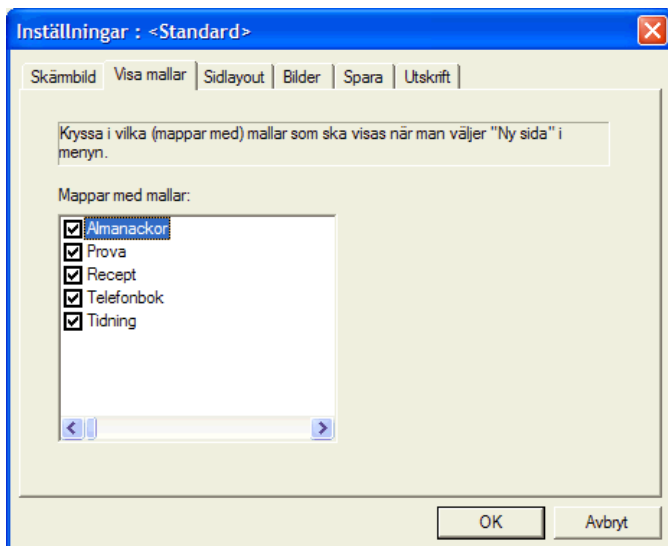 Inställningar : <Standard>
Skärmbild Visa mallar Sidlayout Bilder Spara Utskrift
Kryssa i vilka (mappar med) mallar som ska visas när man väljer "Ny sida" i
menyn.
Mappar med mallar:
Almanackor
Prova
Recept
Telefonbok
Tidning
OK Avbryt